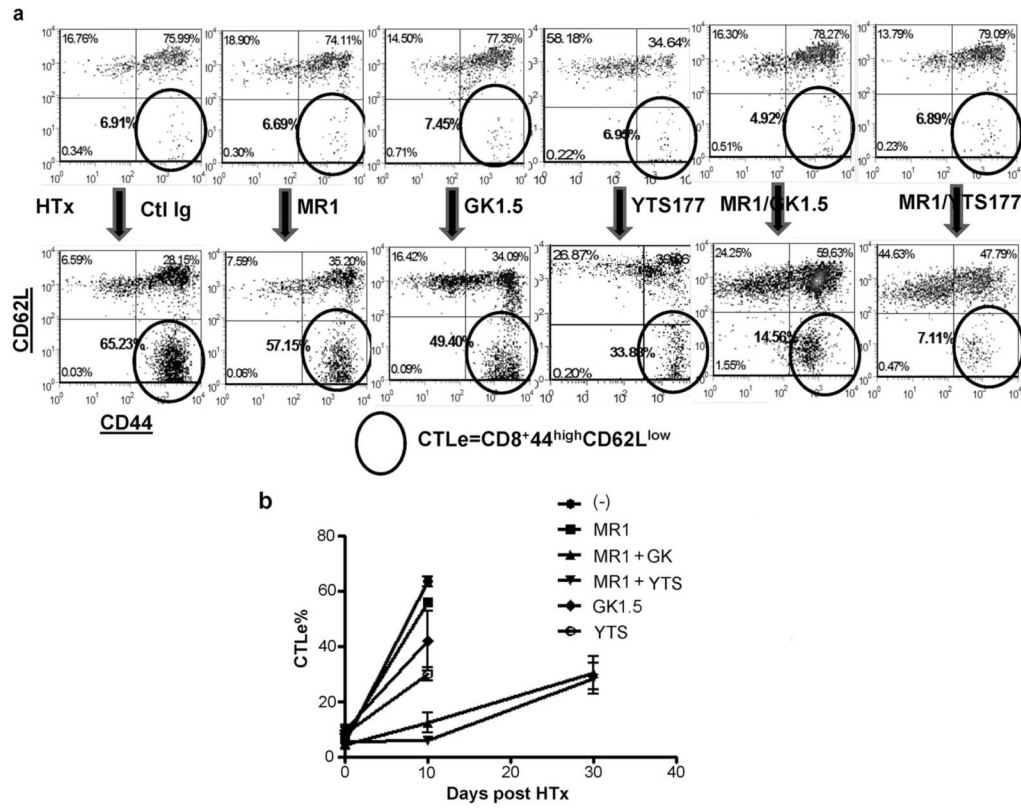 a
16.76% 75.99% 18.90% 74.11% 14.50% 77.35% 58.18% 34.64% 16.30% 78.27% 13.79% 79.09%
6.91% 6.69% 7.45% 6.95% 4.92% 6.89%
0.34% 0.30% 0.71% 0.22% 0.51% 0.23%
HTx Ctl Ig MR1 GK1.5 YTS177 MR1/GK1.5 MR1/YTS177
6.59% 28.15% 7.59% 35.20% 16.42% 34.09% 26.87% 24.25% 59.63% 44.63% 47.79%
CD62L
65.23% 57.15% 49.40% 33.88% 14.56% 7.11%
0.03% 0.06% 0.09% 0.20% 1.55% 0.47%
10⁰ 10¹ 10² 10³ 10⁴
CD44
CTLe=CD8⁺44ʰⁱᵍʰCD62Lˡᵒʷ
b
(-)
MR1
MR1 + GK
MR1 + YTS
GK1.5
YTS
CTLe%
80
60
40
20
0
0 10 20 30 40
Days post HTx